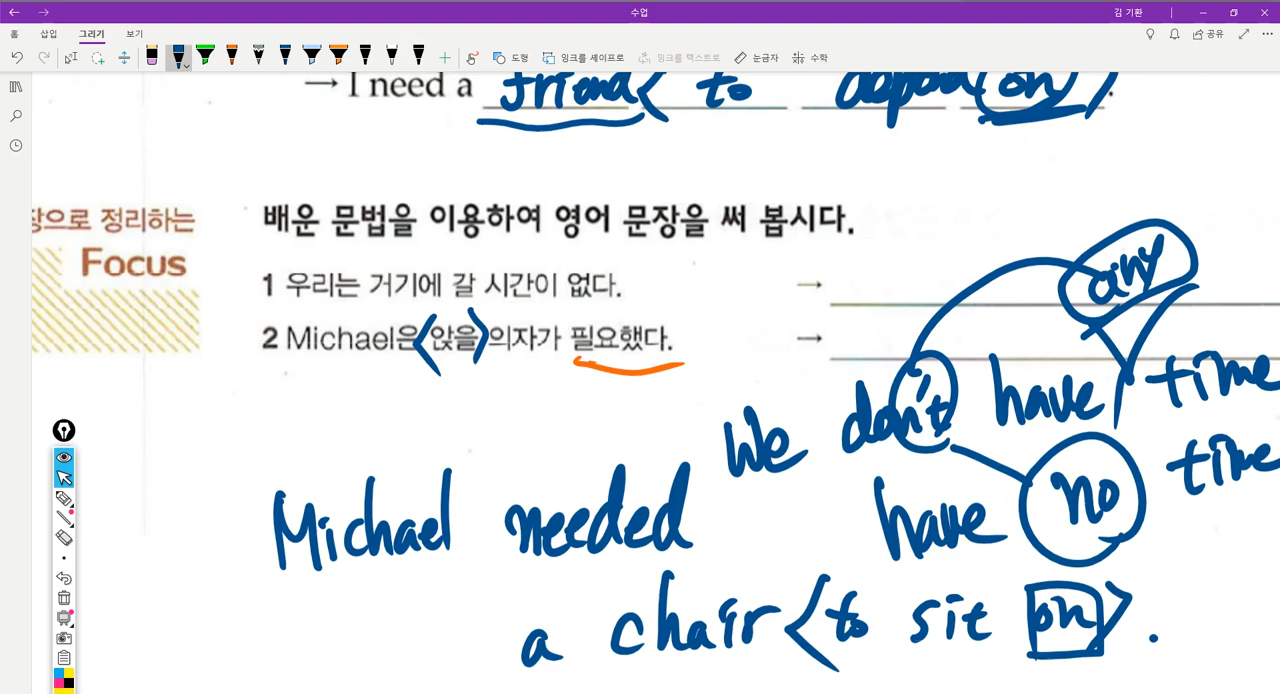 수업
김 기환
홈 삽입 그리기 보기
공유
도형 잉크를 셰이프로 잉크를 텍스트로 눈금자 수학
→ I need a friend < to depend (on) .
장으로 정리하는
Focus
배운 문법을 이용하여 영어 문장을 써 봅시다.
1 우리는 거기에 갈 시간이 없다. →
2 Michael은 <앉을> 의자가 필요했다. →
any
We don't have time
have no time
Michael needed
a chair <to sit on>.